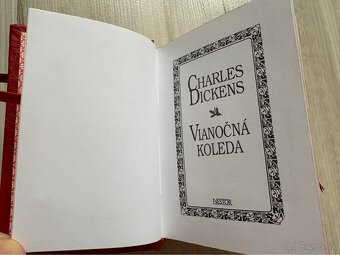 CHARLES
DICKENS
VIANOČNÁ
KOLEDA
NESTOR